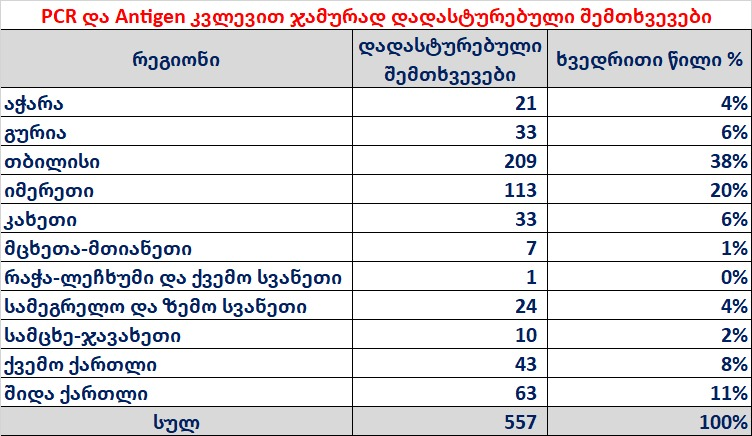 PCR და Antigen კვლევით ჯამურად დადასტურებული შემთხვევები
რეგიონი დადასტურებული შემთხვევები ხვედრითი წილი %
აჭარა 21 4%
გურია 33 6%
თბილისი 209 38%
იმერეთი 113 20%
კახეთი 33 6%
მცხეთა-მთიანეთი 7 1%
რაჭა-ლეჩხუმი და ქვემო სვანეთი 1 0%
სამეგრელო და ზემო სვანეთი 24 4%
სამცხე-ჯავახეთი 10 2%
ქვემო ქართლი 43 8%
შიდა ქართლი 63 11%
სულ 557 100%